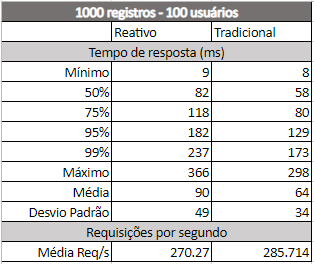 1000 registros - 100 usuários
Reativo Tradicional
Tempo de resposta (ms)
Mínimo 9 8
50% 82 58
75% 118 80
95% 182 129
99% 237 173
Máximo 366 298
Média 90 64
Desvio Padrão 49 34
Requisições por segundo
Média Req/s 270.27 285.714